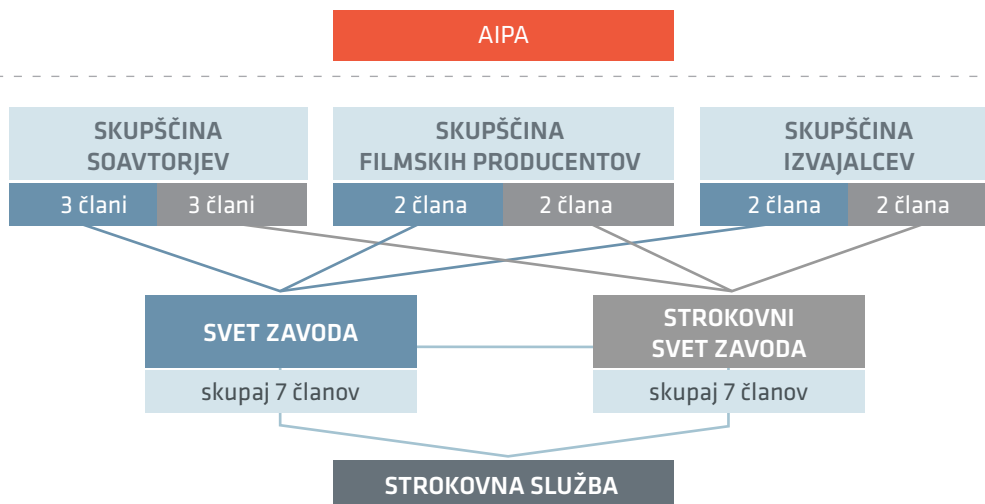 AIPA
SKUPŠČINA
SOAVTORJEV
3 člani
3 člani
SKUPŠČINA
FILMSKIH PRODUCENTOV
2 člana
2 člana
SKUPŠČINA
IZVAJALCEV
2 člana
2 člana
SVET ZAVODA
skupaj 7 članov
STROKOVNI
SVET ZAVODA
skupaj 7 članov
STROKOVNA SLUŽBA